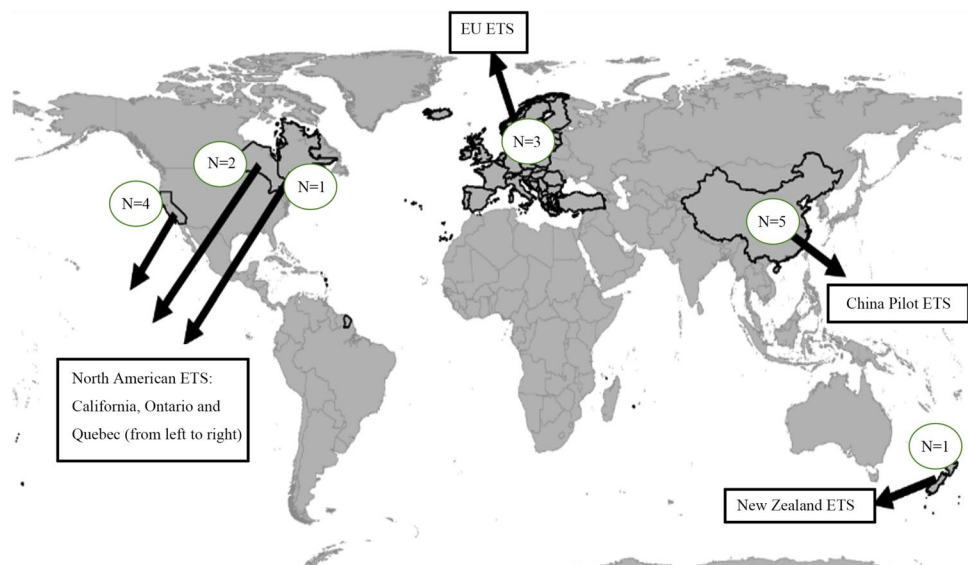 EU ETS
N=3
N=2
N=1
N=4
N=5
China Pilot ETS
North American ETS:
California, Ontario and
Quebec (from left to right)
N=1
New Zealand ETS